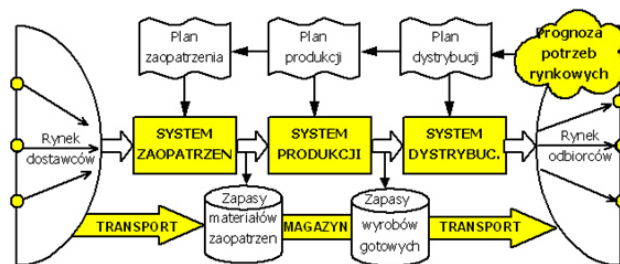 Plan
zaopatrzenia
Plan
produkcji
Plan
dystrybucji
Prognoza
potrzeb
rynkowych
Rynek
dostawców
SYSTEM
ZAOPATRZEN
SYSTEM
PRODUKCJI
SYSTEM
DYSTRYBUC.
Rynek
odbiorców
TRANSPORT
Zapasy
materiałów
zaopatrzen
MAGAZYN
Zapasy
wyrobów
gotowych
TRANSPORT